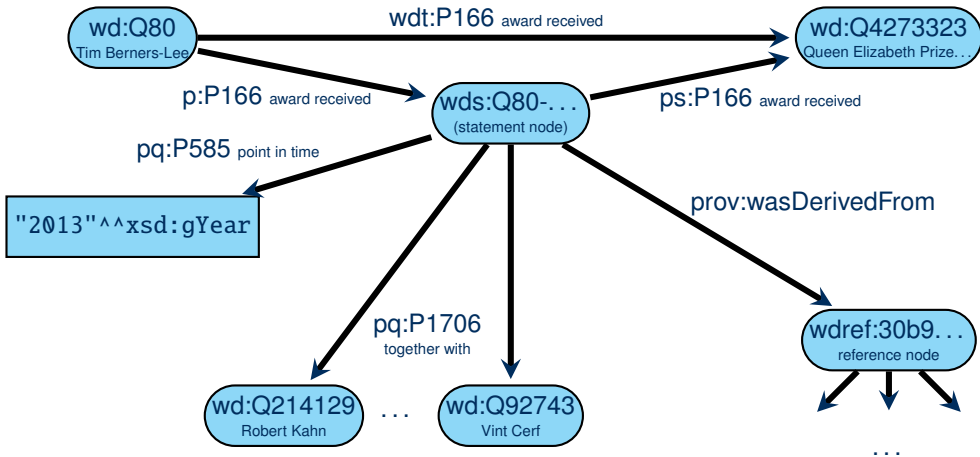 wd:Q80
Tim Berners-Lee
wdt:P166 award received
wd:Q4273323
Queen Elizabeth Prize...
p:P166 award received
wds:Q80-...
(statement node)
ps:P166 award received
pq:P585 point in time
"2013"^^xsd:gYear
prov:wasDerivedFrom
pq:P1706
together with
wdref:30b9...
reference node
wd:Q214129
Robert Kahn
...
wd:Q92743
Vint Cerf
...